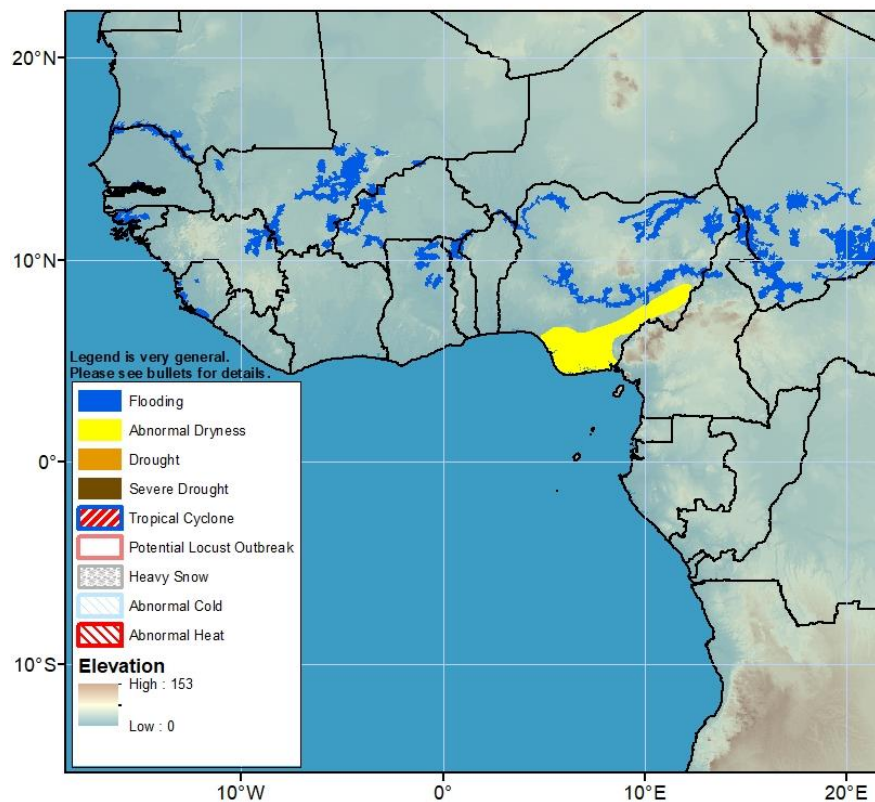 20°N
10°N
0°
10°S
Legend is very general.
Please see bullets for details.
Flooding
Abnormal Dryness
Drought
Severe Drought
Tropical Cyclone
Potential Locust Outbreak
Heavy Snow
Abnormal Cold
Abnormal Heat
Elevation
High : 153
Low : 0
10°W
0°
10°E
20°E